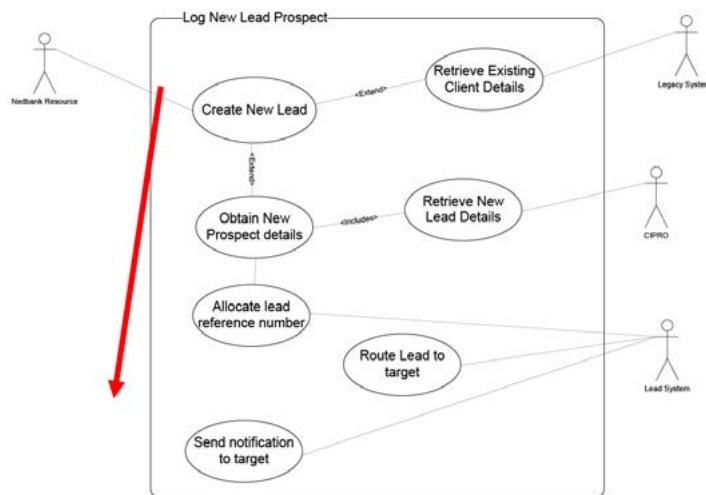 Log New Lead Prospect
Nedbank Resource
Retrieve Existing
Client Details
Legacy System
<Extend>
Create New Lead
<Extend>
Retrieve New
Lead Details
Obtain New
Prospect details
<Includes>
CIPRO
Allocate lead
reference number
Route Lead to
target
Lead System
Send notification
to target